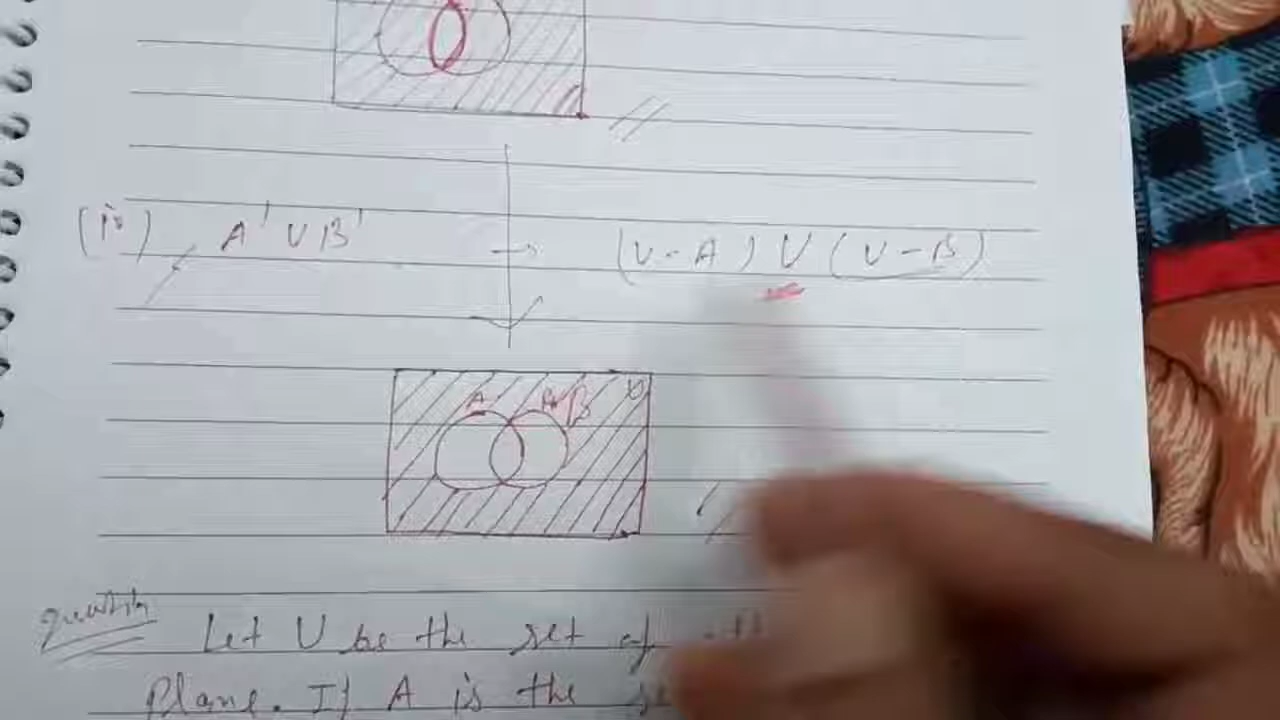 (iv) A' U B' → (U - A) U (U - B)
A B U
Question
Let U be the set of
Plane. If A is the